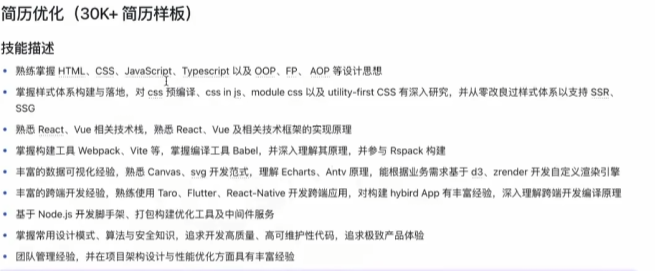 简历优化（30K+ 简历样板）
技能描述
• 熟练掌握 HTML、CSS、JavaScript、Typescript 以及 OOP、FP、 AOP 等设计思想
• 掌握样式体系构建与落地，对 css 预编译、css in js、module css 以及 utility-first CSS 有深入研究，并从零改良过样式体系以支持 SSR、
SSG
• 熟悉 React、Vue 相关技术栈，熟悉 React、Vue 及相关技术框架的实现原理
• 掌握构建工具 Webpack、Vite 等，掌握编译工具 Babel，并深入理解其原理，并参与 Rspack 构建
• 丰富的数据可视化经验，熟悉 Canvas、svg 开发范式，理解 Echarts、Antv 原理，能根据业务需求基于 d3、zrender 开发自定义渲染引擎
• 丰富的跨端开发经验，熟练使用 Taro、Flutter、React-Native 开发跨端应用，对构建 hybird App 有丰富经验，深入理解跨端开发编译原理
• 基于 Node.js 开发脚手架、打包构建优化工具及中间件服务
• 掌握常用设计模式、算法与安全知识，追求开发高质量、高可维护性代码，追求极致产品体验
• 团队管理经验，并在项目架构设计与性能优化方面具有丰富经验